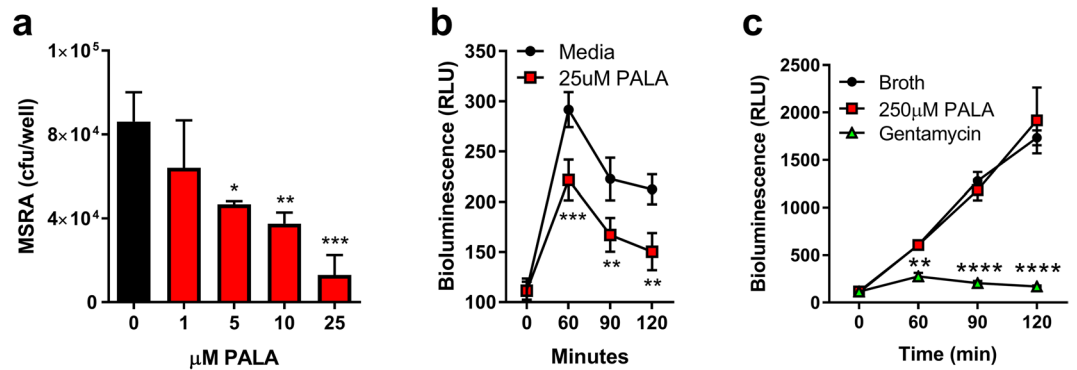 a
MSRA (cfu/well)
1×10⁵
8×10⁴
4×10⁴
0
*
**
***
0 1 5 10 25
μM PALA
b
Bioluminescence (RLU)
350
300
250
200
150
100
Media
25uM PALA
***
**
**
0 60 90 120
Minutes
c
Bioluminescence (RLU)
2500
2000
1500
1000
500
0
Broth
250μM PALA
Gentamycin
** **** ****
0 60 90 120
Time (min)